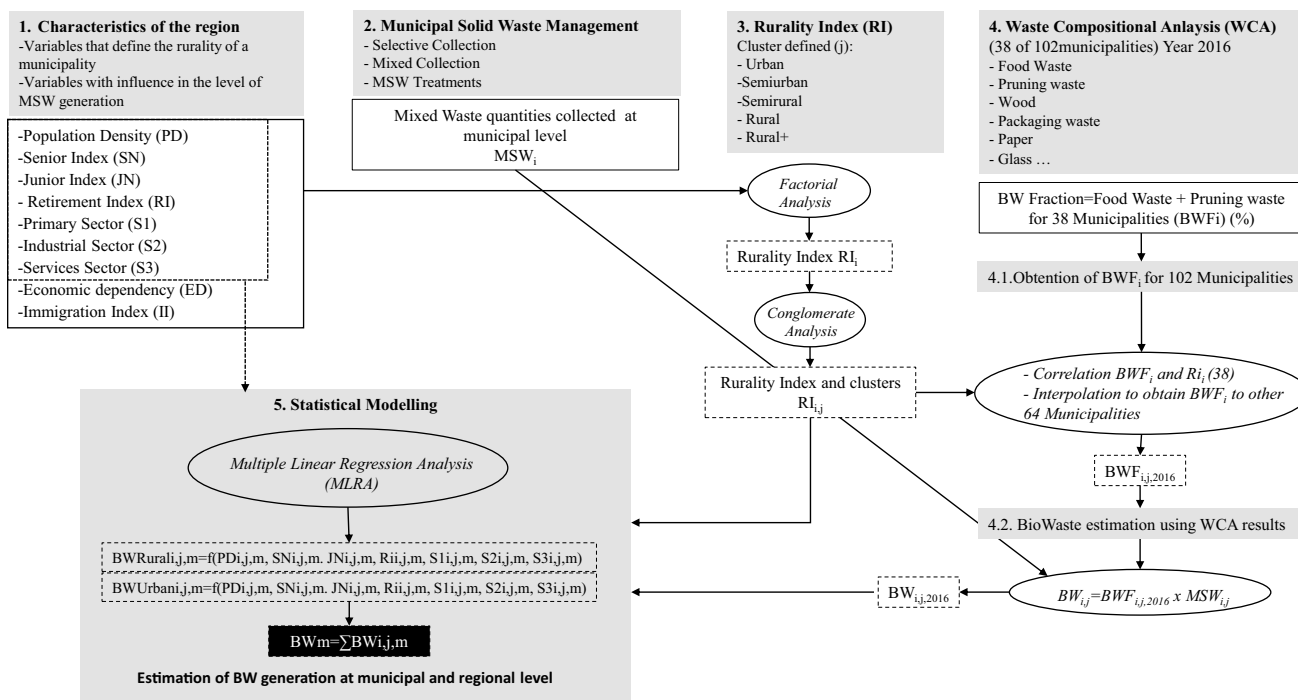 1. Characteristics of the region
-Variables that define the rurality of a
municipality
-Variables with influence in the level of
MSW generation
-Population Density (PD)
-Senior Index (SN)
-Junior Index (JN)
- Retirement Index (RI)
-Primary Sector (S1)
-Industrial Sector (S2)
-Services Sector (S3)
-Economic dependency (ED)
-Immigration Index (II)
2. Municipal Solid Waste Management
- Selective Collection
- Mixed Collection
- MSW Treatments
Mixed Waste quantities collected at
municipal level
MSWi
3. Rurality Index (RI)
Cluster defined (j):
- Urban
-Semiurban
-Semirural
- Rural
- Rural+
Factorial
Analysis
Rurality Index RIi
Conglomerate
Analysis
Rurality Index and clusters
RIi,j
4. Waste Compositional Anlaysis (WCA)
(38 of 102municipalities) Year 2016
- Food Waste
- Pruning waste
- Wood
- Packaging waste
- Paper
- Glass …
BW Fraction=Food Waste + Pruning waste
for 38 Municipalities (BWFi) (%)
4.1.Obtention of BWFi for 102 Municipalities
- Correlation BWFi and Rii (38)
- Interpolation to obtain BWFi to other
64 Municipalities
BWFi,j,2016
4.2. BioWaste estimation using WCA results
BWi,j=BWFi,j,2016 x MSWi,j
BWi,j,2016
5. Statistical Modelling
Multiple Linear Regression Analysis
(MLRA)
BWRurali,j,m=f(PDi,j,m, SNi,j,m. JNi,j,m, Rii,j,m, S1i,j,m, S2i,j,m, S3i,j,m)
BWUrbani,j,m=f(PDi,j,m, SNi,j,m. JNi,j,m, Rii,j,m, S1i,j,m, S2i,j,m, S3i,j,m)
BWm=∑BWi,j,m
Estimation of BW generation at municipal and regional level